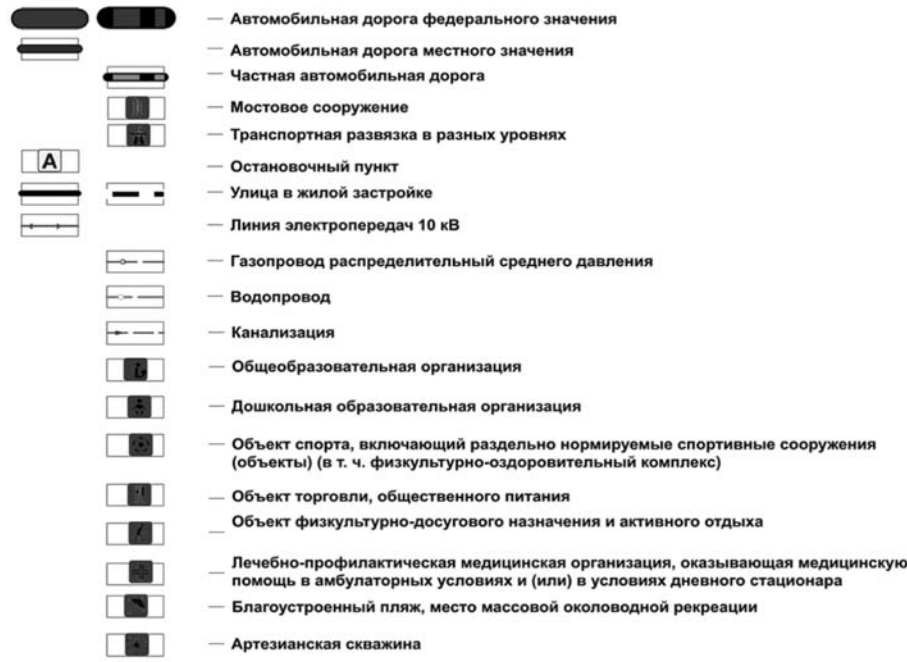 — Автомобильная дорога федерального значения
— Автомобильная дорога местного значения
— Частная автомобильная дорога
— Мостовое сооружение
— Транспортная развязка в разных уровнях
А — Остановочный пункт
— Улица в жилой застройке
— Линия электропередач 10 кВ
— Газопровод распределительный среднего давления
— Водопровод
— Канализация
— Общеобразовательная организация
— Дошкольная образовательная организация
— Объект спорта, включающий раздельно нормируемые спортивные сооружения
(объекты) (в т. ч. физкультурно-оздоровительный комплекс)
— Объект торговли, общественного питания
— Объект физкультурно-досугового назначения и активного отдыха
— Лечебно-профилактическая медицинская организация, оказывающая медицинскую
помощь в амбулаторных условиях и (или) в условиях дневного стационара
— Благоустроенный пляж, место массовой околоводной рекреации
— Артезианская скважина